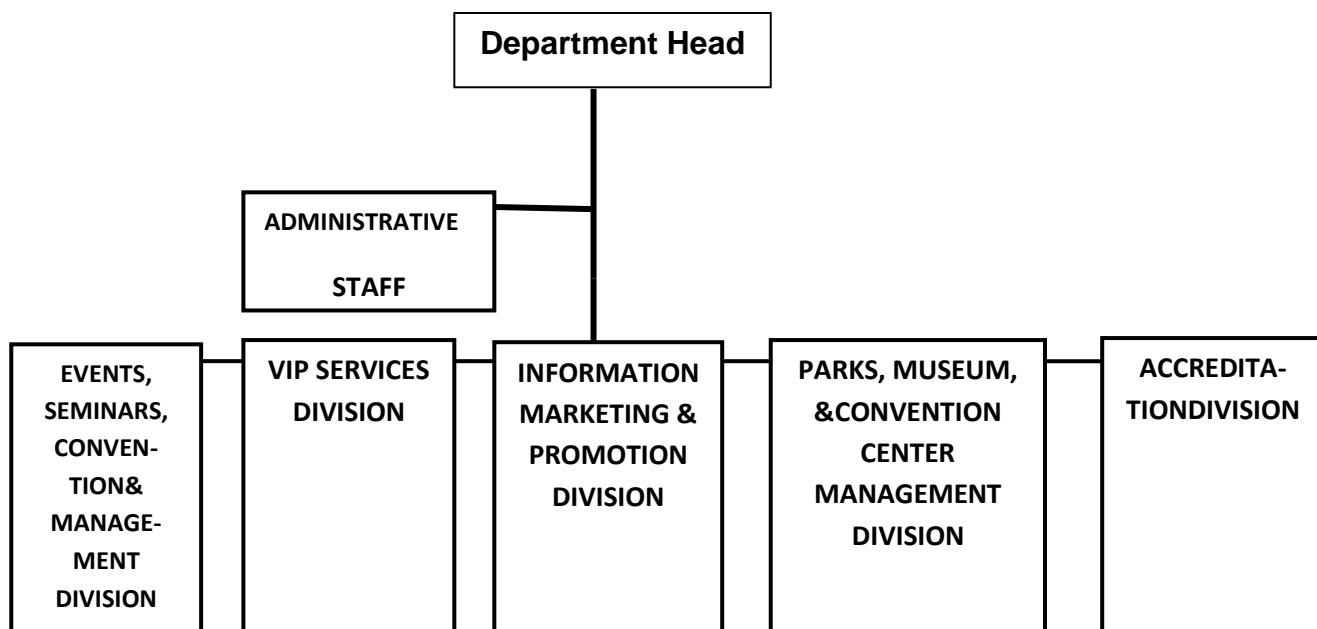 Department Head
ADMINISTRATIVE
STAFF
EVENTS,
SEMINARS,
CONVEN-
TION&
MANAGE-
MENT
DIVISION
VIP SERVICES
DIVISION
INFORMATION
MARKETING &
PROMOTION
DIVISION
PARKS, MUSEUM,
&CONVENTION
CENTER
MANAGEMENT
DIVISION
ACCREDITA-
TIONDIVISION